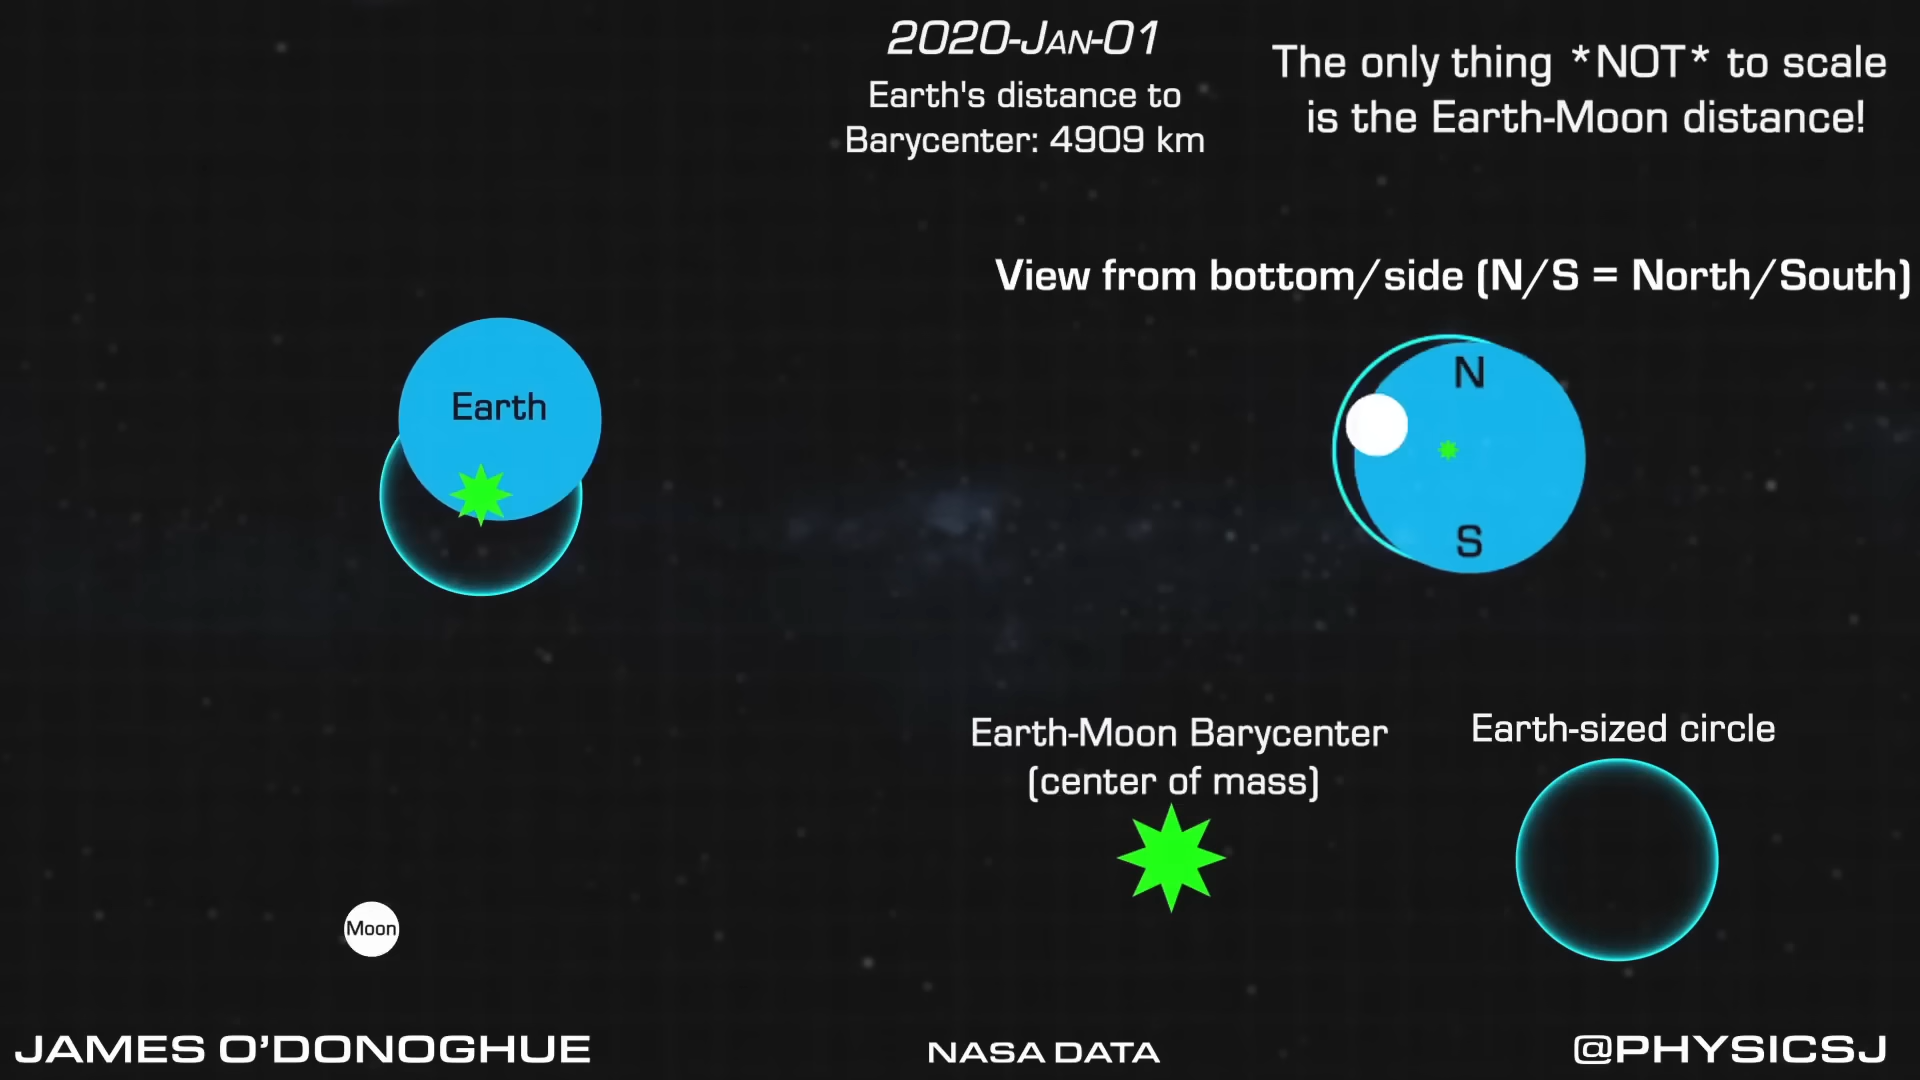 2020-Jan-01
Earth's distance to
Barycenter: 4909 km
The only thing *NOT* to scale
is the Earth-Moon distance!
View from bottom/side (N/S = North/South)
Earth
N
S
Earth-Moon Barycenter
(center of mass)
Earth-sized circle
Moon
JAMES O'DONOGHUE
NASA DATA
@PHYSICSJ